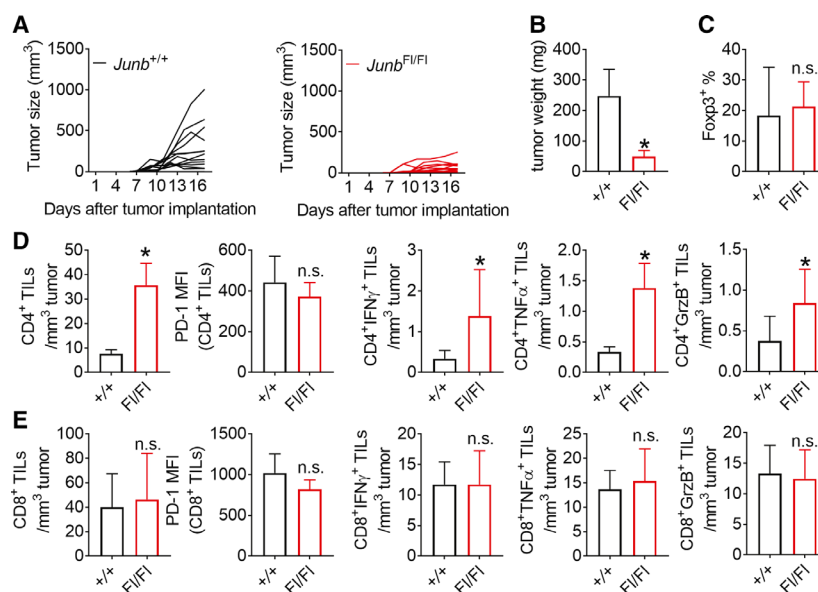 A
Tumor size (mm³)
1500
1000
500
0
Junb+/+
1 4 7 10 13 16
Days after tumor implantation
Tumor size (mm³)
1500
1000
500
0
JunbFl/Fl
1 4 7 10 13 16
Days after tumor implantation
B
tumor weight (mg)
400
300
200
100
0
*
+/+
Fl/Fl
C
Foxp3+ %
40
30
20
10
0
n.s.
+/+
Fl/Fl
D
CD4+ TILs
/mm³ tumor
50
40
30
20
10
0
*
+/+
Fl/Fl
PD-1 MFI
(CD4+ TILs)
600
400
200
0
n.s.
+/+
Fl/Fl
CD4+IFNγ+ TILs
/mm³ tumor
3
2
1
0
*
+/+
Fl/Fl
CD4+TNFα+ TILs
/mm³ tumor
2.0
1.5
1.0
0.5
0.0
*
+/+
Fl/Fl
CD4+GrzB+ TILs
/mm³ tumor
1.5
1.0
0.5
0.0
*
+/+
Fl/Fl
E
CD8+ TILs
/mm³ tumor
100
80
60
40
20
0
n.s.
+/+
Fl/Fl
PD-1 MFI
(CD8+ TILs)
1500
1000
500
0
n.s.
+/+
Fl/Fl
CD8+IFNγ+ TILs
/mm³ tumor
20
15
10
5
0
n.s.
+/+
Fl/Fl
CD8+TNFα+ TILs
/mm³ tumor
25
20
15
10
5
0
n.s.
+/+
Fl/Fl
CD8+GrzB+ TILs
/mm³ tumor
20
15
10
5
0
n.s.
+/+
Fl/Fl